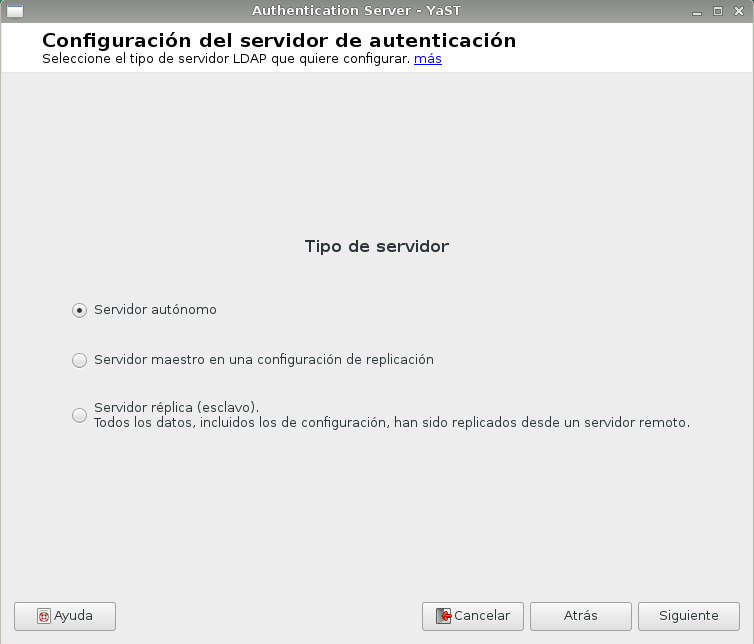 Authentication Server - YaST
Configuración del servidor de autenticación
Seleccione el tipo de servidor LDAP que quiere configurar. más
Tipo de servidor
Servidor autónomo
Servidor maestro en una configuración de replicación
Servidor réplica (esclavo).
Todos los datos, incluidos los de configuración, han sido replicados desde un servidor remoto.
Ayuda
Cancelar
Atrás
Siguiente